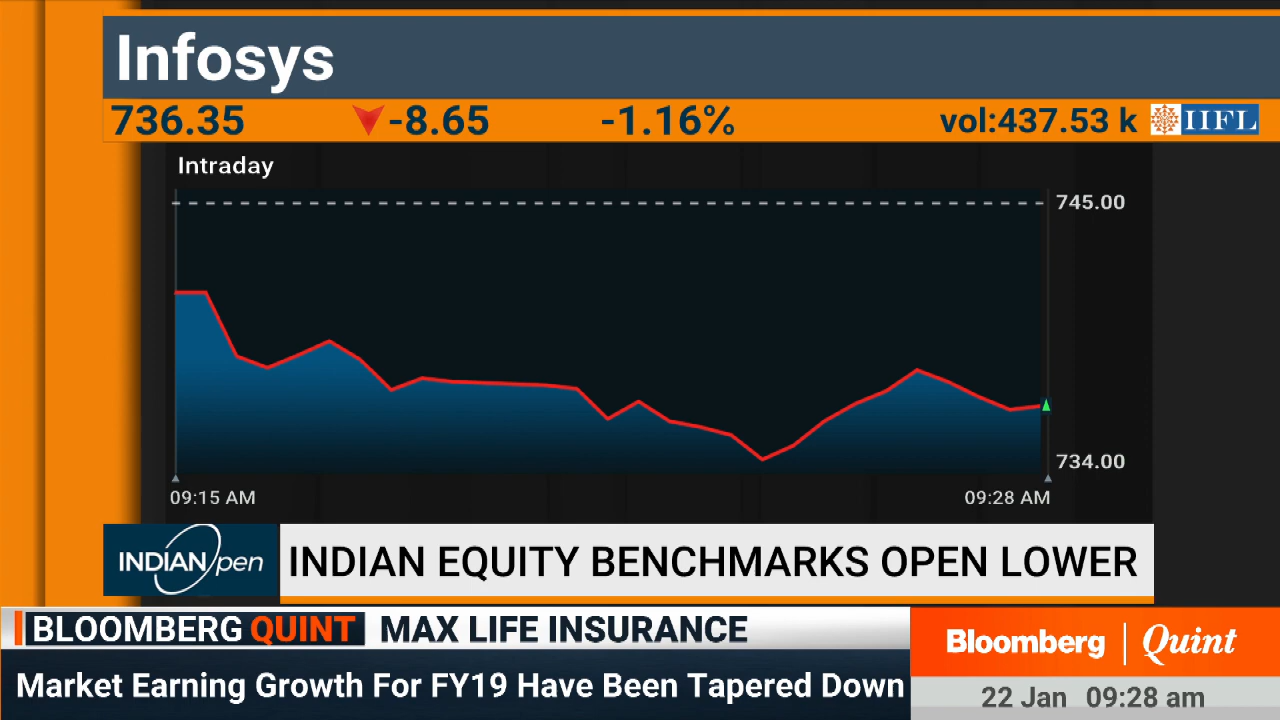 Infosys
736.35 -8.65 -1.16% vol:437.53 k IIFL
Intraday
745.00
734.00
09:15 AM 09:28 AM
INDIAN Open INDIAN EQUITY BENCHMARKS OPEN LOWER
BLOOMBERG QUINT MAX LIFE INSURANCE
Market Earning Growth For FY19 Have Been Tapered Down
Bloomberg | Quint
22 Jan 09:28 am